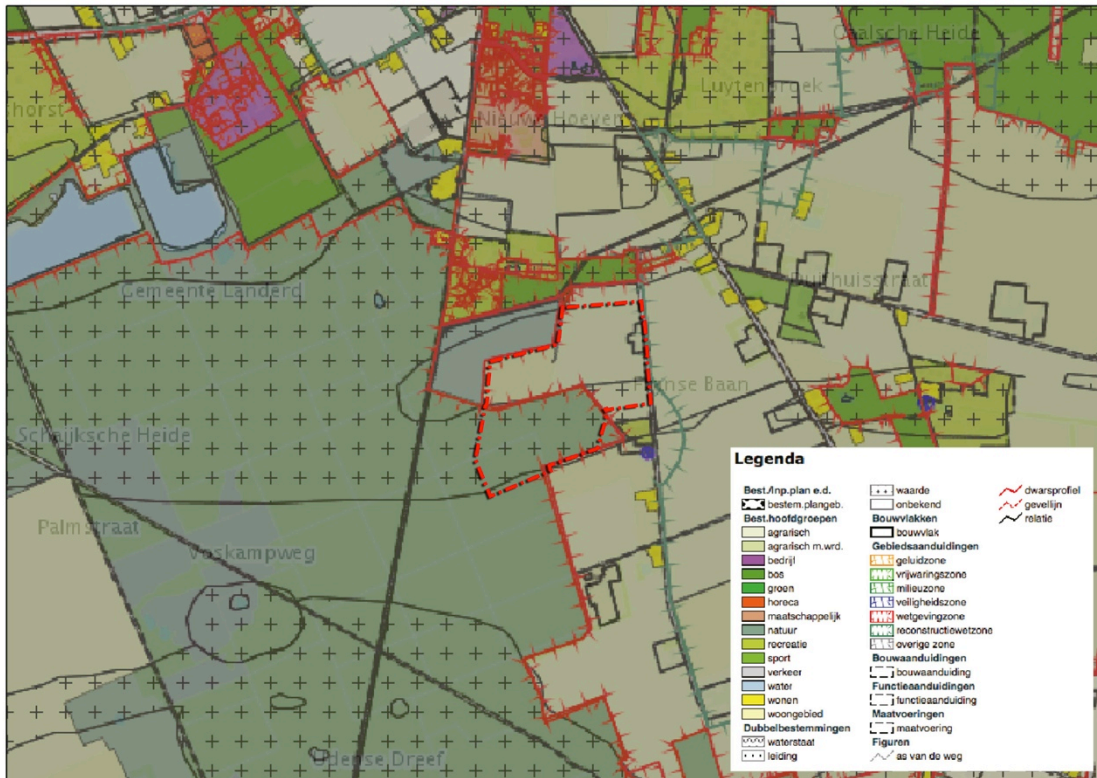 Gaalsche Heide
Luytenbroek
Nieuwe Hoeven
Gemeente Landerd
Duifhuisstraat
Baan
Schaijksche Heide
Palmstraat
Voskampweg
Udense Dreef
Legenda
Best./Inp.plan e.d.
bestem.plangeb.
Best.hoofdgroepen
agrarisch
agrarisch m.wrd.
bedrijf
bos
groen
horeca
maatschappelijk
natuur
recreatie
sport
verkeer
water
wonen
woongebied
Dubbelbestemmingen
waterstaat
leiding
waarde
onbekend
Bouwvlakken
bouwvlak
Gebiedsaanduidingen
geluidzone
vrijwaringszone
milieuzone
veiligheidszone
wetgevingzone
reconstructiewetzone
overige zone
Bouwaanduidingen
bouwaanduiding
Functieaanduidingen
functieaanduiding
Maatvoeringen
maatvoering
Figuren
as van de weg
dwarsprofiel
gevellijn
relatie